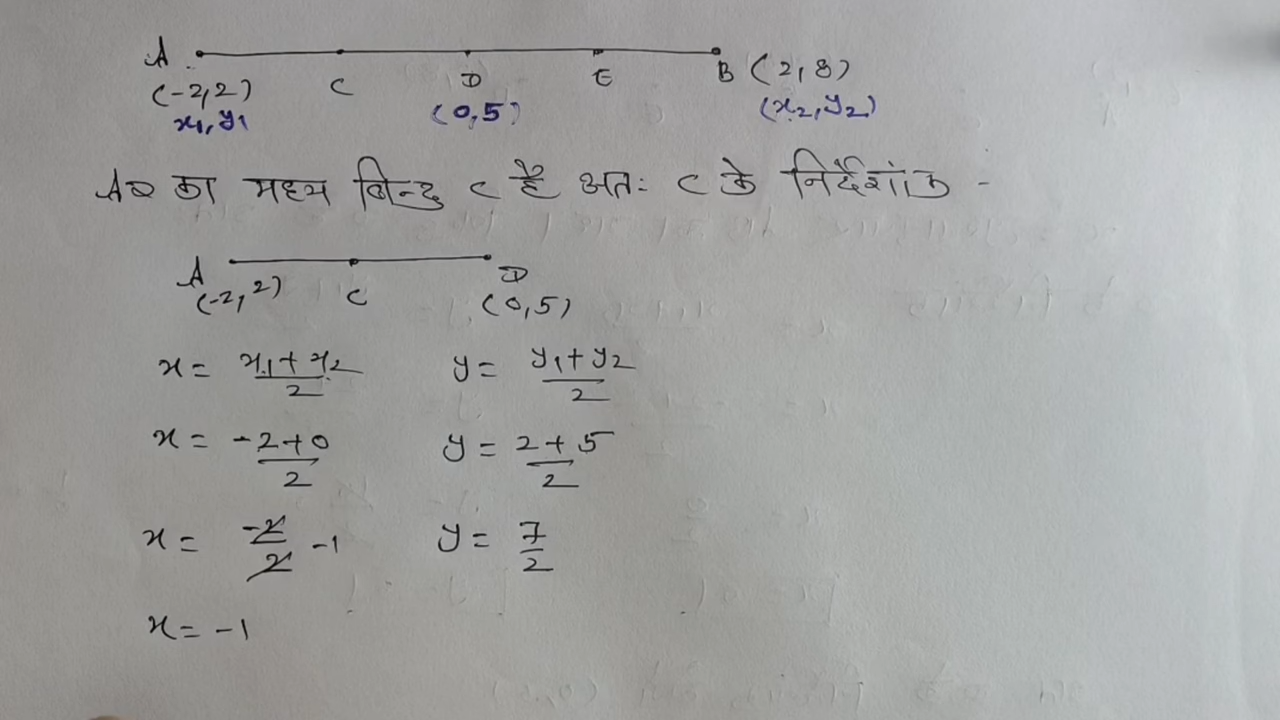 A C D E B (2,8)
(-2,2) (0,5) (x2,y2)
x1,y1
AD का मध्य बिन्दु C है अतः C के निर्देशांक -
A C D
(-2,2) (0,5)
x = x1+x2/2 y = y1+y2/2
x = -2+0/2 y = 2+5/2
x = -2/2 -1 y = 7/2
x = -1